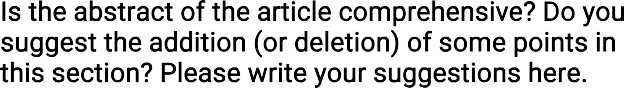 Is the abstract of the article comprehensive? Do you
suggest the addition (or deletion) of some points in
this section? Please write your suggestions here.